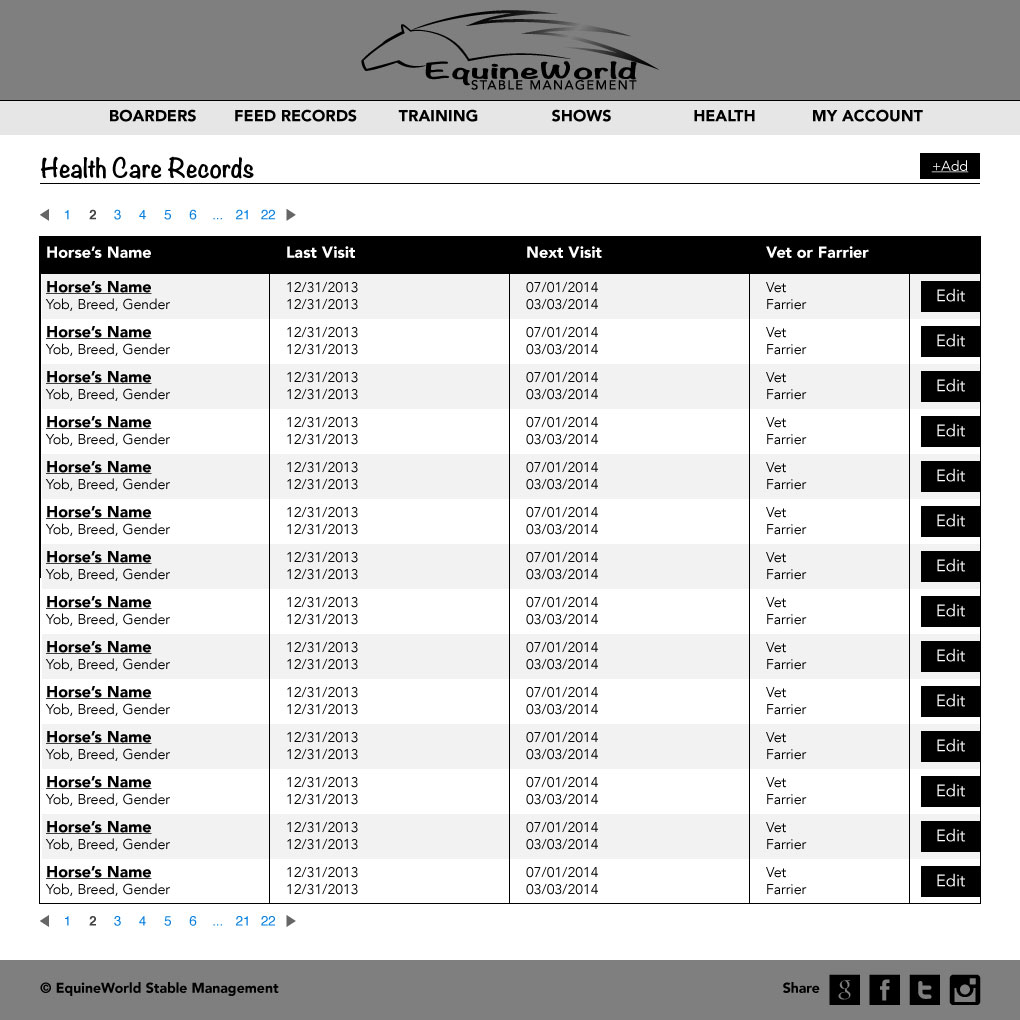 EquineWorld
STABLE MANAGEMENT
BOARDERS FEED RECORDS TRAINING SHOWS HEALTH MY ACCOUNT
Health Care Records +Add
1 2 3 4 5 6 ... 21 22
Horse’s Name Last Visit Next Visit Vet or Farrier
Horse’s Name 12/31/2013 07/01/2014 Vet Edit
Yob, Breed, Gender 12/31/2013 03/03/2014 Farrier
Horse’s Name 12/31/2013 07/01/2014 Vet Edit
Yob, Breed, Gender 12/31/2013 03/03/2014 Farrier
Horse’s Name 12/31/2013 07/01/2014 Vet Edit
Yob, Breed, Gender 12/31/2013 03/03/2014 Farrier
Horse’s Name 12/31/2013 07/01/2014 Vet Edit
Yob, Breed, Gender 12/31/2013 03/03/2014 Farrier
Horse’s Name 12/31/2013 07/01/2014 Vet Edit
Yob, Breed, Gender 12/31/2013 03/03/2014 Farrier
Horse’s Name 12/31/2013 07/01/2014 Vet Edit
Yob, Breed, Gender 12/31/2013 03/03/2014 Farrier
Horse’s Name 12/31/2013 07/01/2014 Vet Edit
Yob, Breed, Gender 12/31/2013 03/03/2014 Farrier
Horse’s Name 12/31/2013 07/01/2014 Vet Edit
Yob, Breed, Gender 12/31/2013 03/03/2014 Farrier
Horse’s Name 12/31/2013 07/01/2014 Vet Edit
Yob, Breed, Gender 12/31/2013 03/03/2014 Farrier
Horse’s Name 12/31/2013 07/01/2014 Vet Edit
Yob, Breed, Gender 12/31/2013 03/03/2014 Farrier
Horse’s Name 12/31/2013 07/01/2014 Vet Edit
Yob, Breed, Gender 12/31/2013 03/03/2014 Farrier
Horse’s Name 12/31/2013 07/01/2014 Vet Edit
Yob, Breed, Gender 12/31/2013 03/03/2014 Farrier
Horse’s Name 12/31/2013 07/01/2014 Vet Edit
Yob, Breed, Gender 12/31/2013 03/03/2014 Farrier
Horse’s Name 12/31/2013 07/01/2014 Vet Edit
Yob, Breed, Gender 12/31/2013 03/03/2014 Farrier
1 2 3 4 5 6 ... 21 22
© EquineWorld Stable Management Share g f t